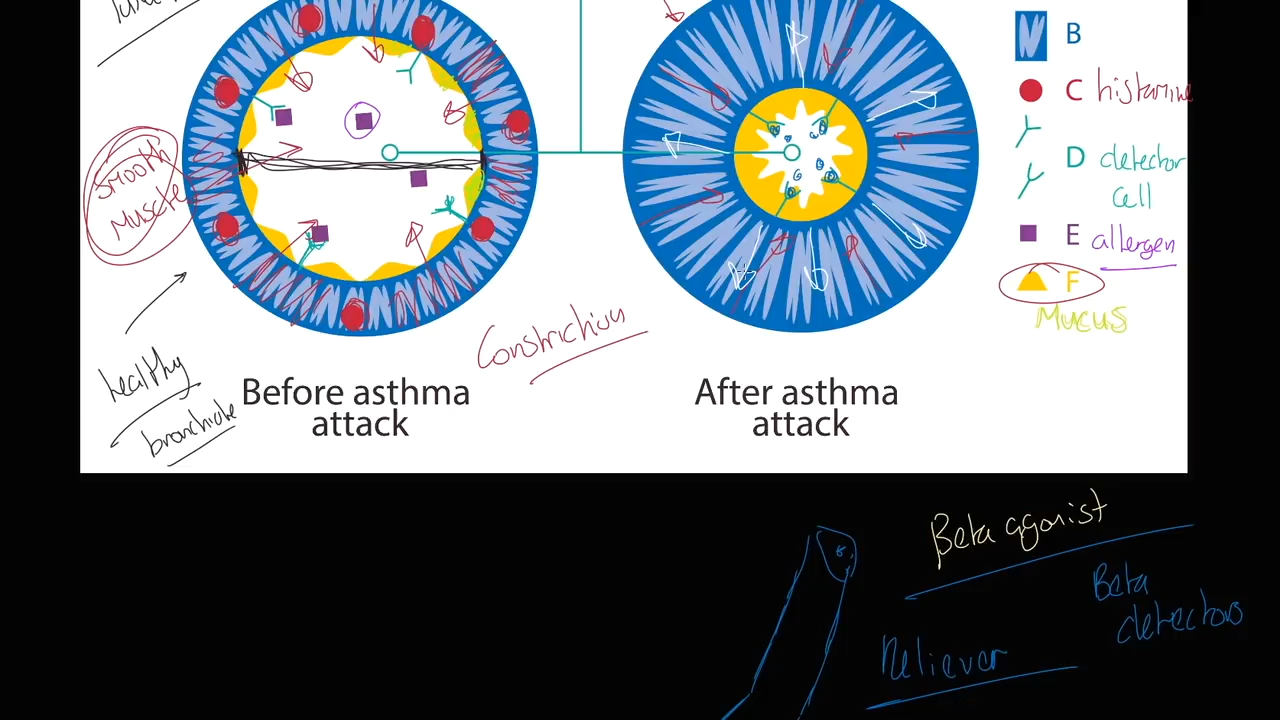 B
C histamine
D detector
cell
E allergen
F
Mucus
Smooth
Muscle
Constriction
healthy
bronchiole
Before asthma
attack
After asthma
attack
Beta agonist
Beta
detectors
Reliever